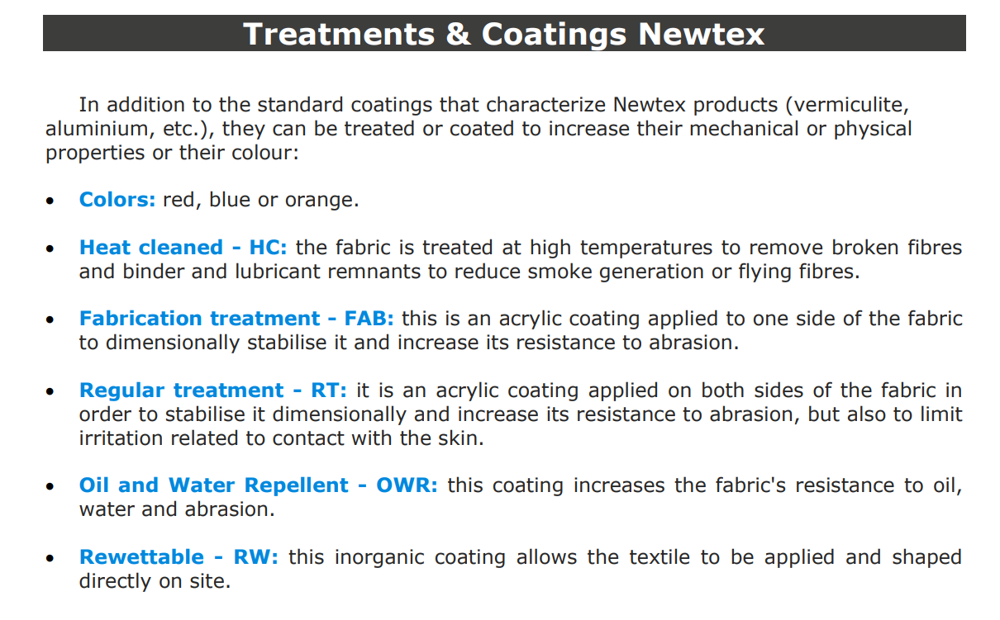 Treatments & Coatings Newtex
In addition to the standard coatings that characterize Newtex products (vermiculite,
aluminium, etc.), they can be treated or coated to increase their mechanical or physical
properties or their colour:
• Colors: red, blue or orange.
• Heat cleaned - HC: the fabric is treated at high temperatures to remove broken fibres
and binder and lubricant remnants to reduce smoke generation or flying fibres.
• Fabrication treatment - FAB: this is an acrylic coating applied to one side of the fabric
to dimensionally stabilise it and increase its resistance to abrasion.
• Regular treatment - RT: it is an acrylic coating applied on both sides of the fabric in
order to stabilise it dimensionally and increase its resistance to abrasion, but also to limit
irritation related to contact with the skin.
• Oil and Water Repellent - OWR: this coating increases the fabric's resistance to oil,
water and abrasion.
• Rewettable - RW: this inorganic coating allows the textile to be applied and shaped
directly on site.